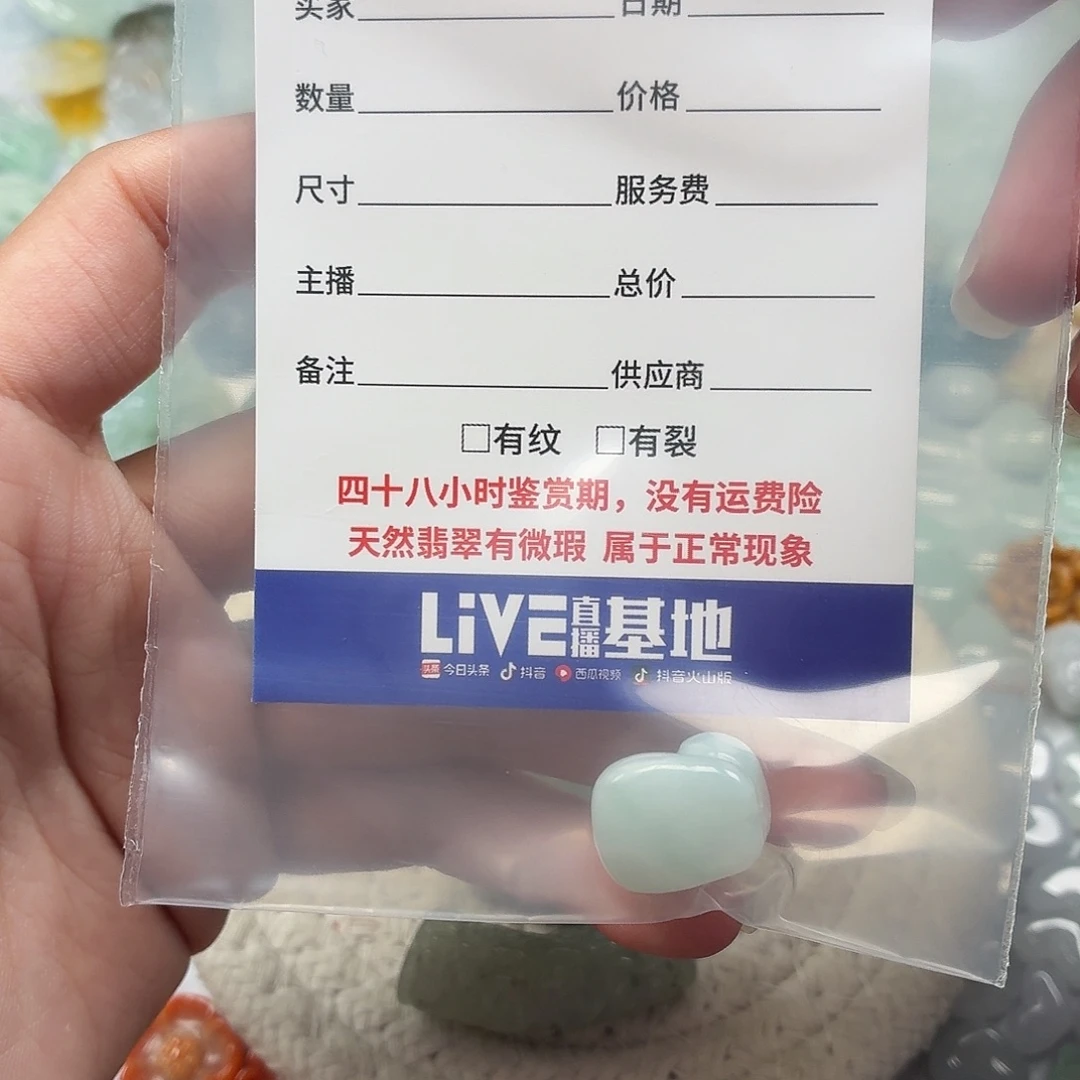 买家 日期
数量 价格
尺寸 服务费
主播 总价
备注 供应商
□有纹 □有裂
四十八小时鉴赏期，没有运费险
天然翡翠有微瑕 属于正常现象
LiVE直播基地
头条 今日头条 抖音 西瓜视频 抖音火山版